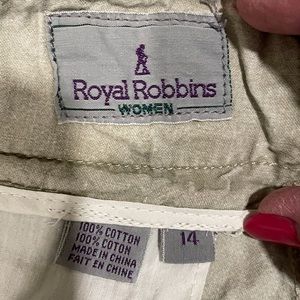 Royal Robbins
WOMEN
100% COTTON
100% COTON
MADE IN CHINA
FAIT EN CHINE
14